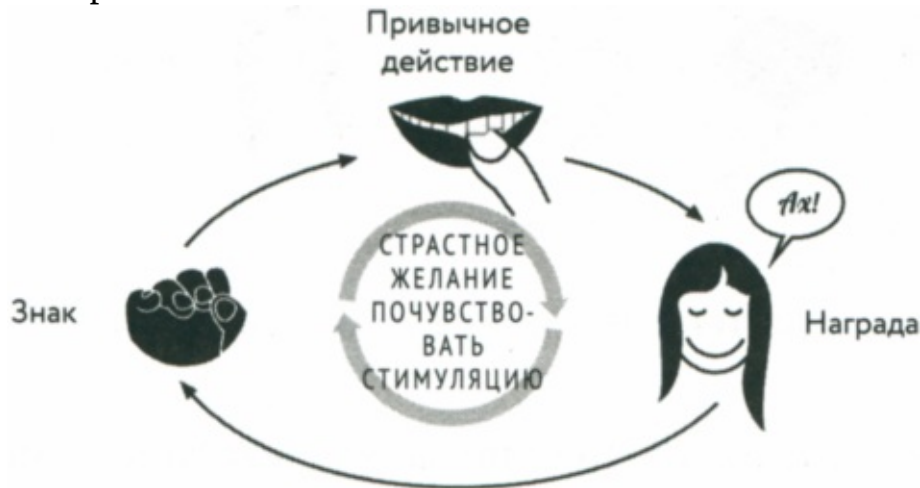 Привычное
действие
Ах!
СТРАСТНОЕ
ЖЕЛАНИЕ
ПОЧУВСТВО-
ВАТЬ
СТИМУЛЯЦИЮ
Знак
Награда